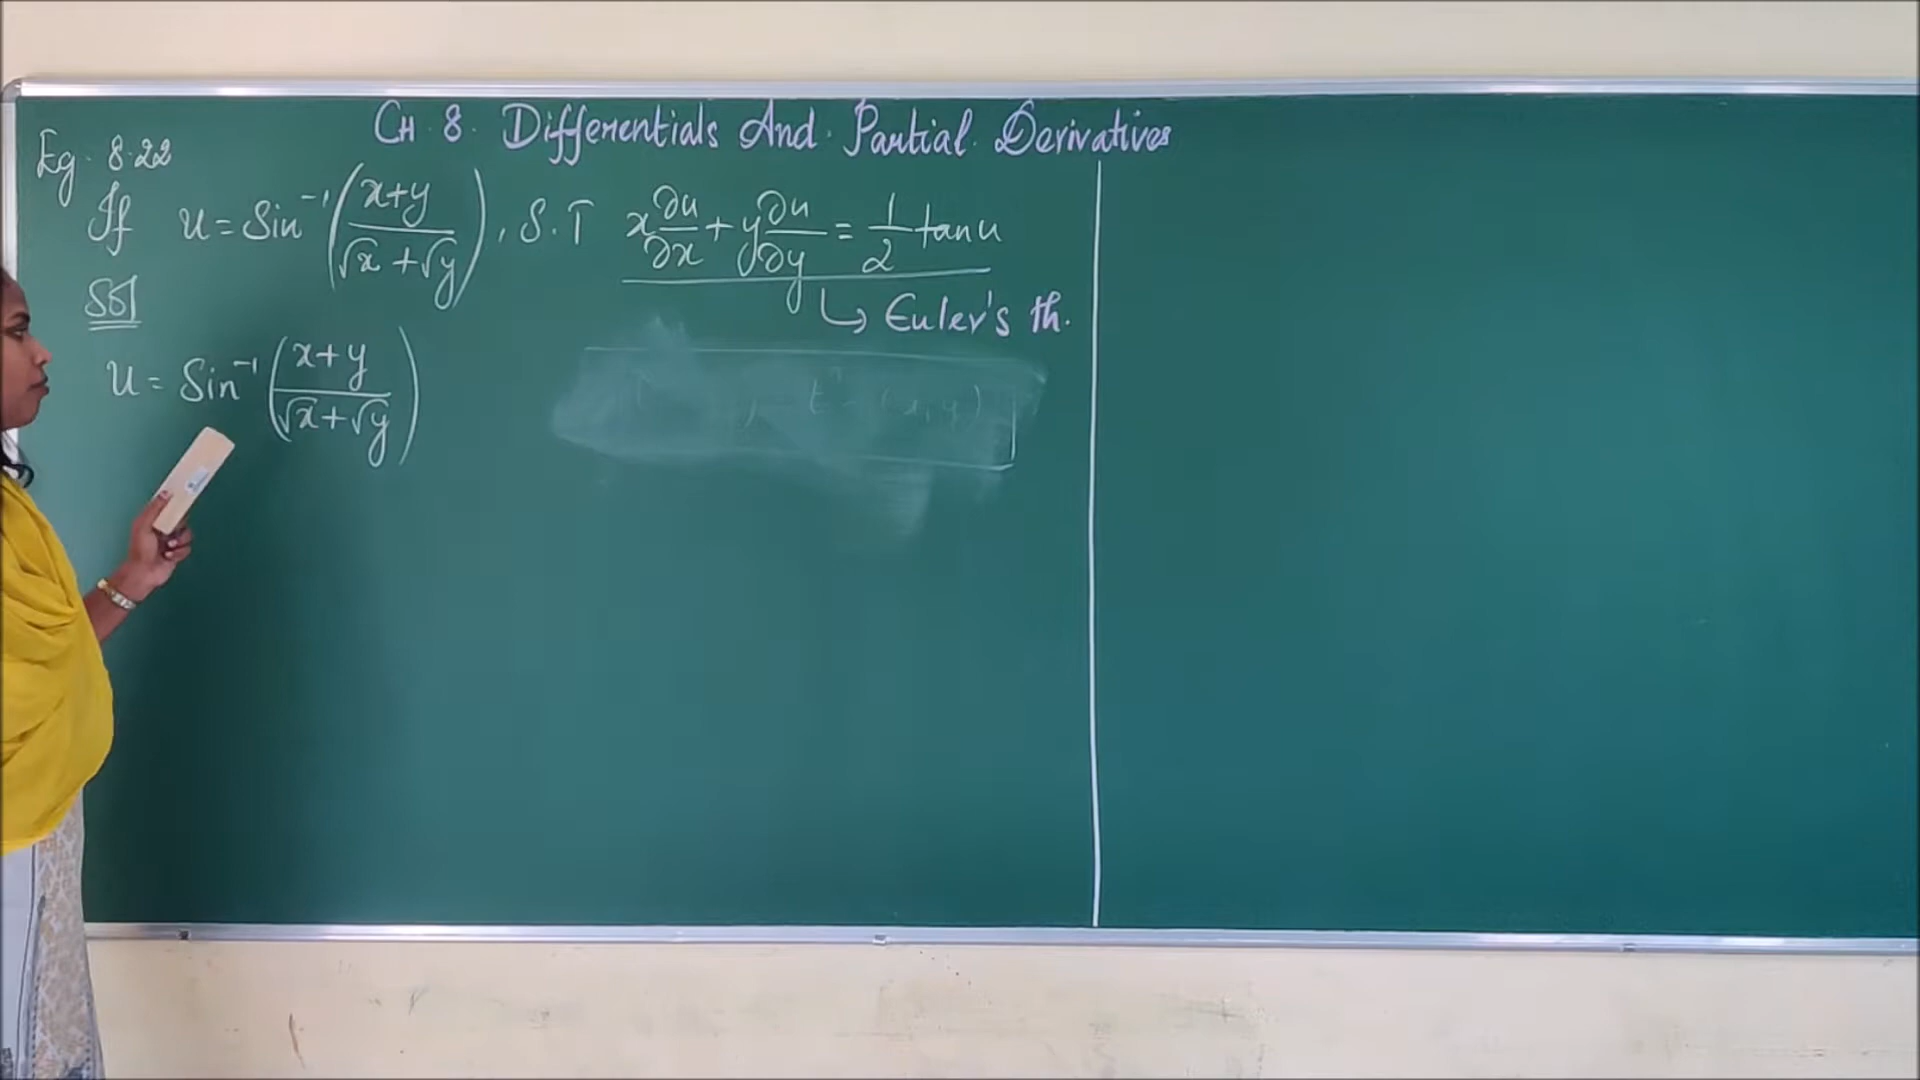 CH 8. Differentials And Partial Derivatives
Eg. 8.22
If u = Sin⁻¹((x+y)/(√x+√y)), S.T x ∂u/∂x + y ∂u/∂y = 1/2 tan u
↳ Euler's th.
Sol
u = Sin⁻¹((x+y)/(√x+√y))